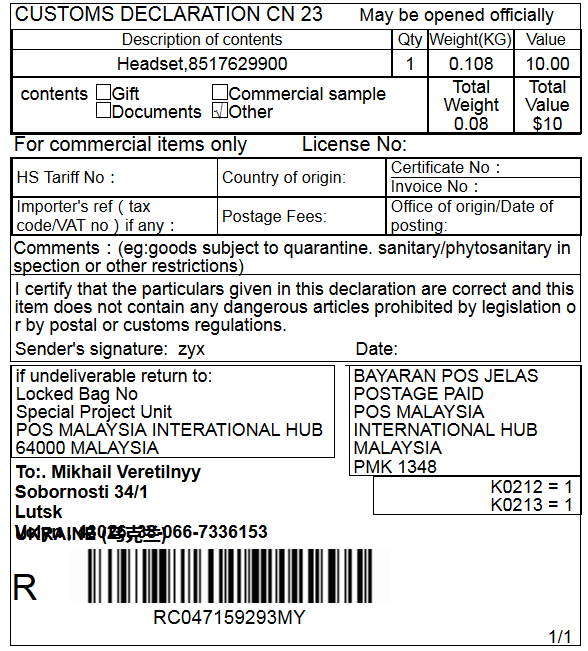 CUSTOMS DECLARATION CN 23 May be opened officially
Description of contents Qty Weight(KG) Value
Headset,8517629900 1 0.108 10.00
contents Gift Commercial sample
Documents √ Other
Total Weight 0.08
Total Value $10
For commercial items only License No:
HS Tariff No：
Country of origin:
Certificate No：
Invoice No：
Importer's ref（tax
code/VAT no）if any：
Postage Fees:
Office of origin/Date of
posting:
Comments：(eg:goods subject to quarantine. sanitary/phytosanitary in
spection or other restrictions)
I certify that the particulars given in this declaration are correct and this
item does not contain any dangerous articles prohibited by legislation o
r by postal or customs regulations.
Sender's signature: zyx Date:
if undeliverable return to:
Locked Bag No
Special Project Unit
POS MALAYSIA INTERATIONAL HUB
64000 MALAYSIA
BAYARAN POS JELAS
POSTAGE PAID
POS MALAYSIA
INTERNATIONAL HUB
MALAYSIA
PMK 1348
To:. Mikhail Veretilnyy
Sobornosti 34/1
Lutsk
UKRAINE 066-7336153
K0212 = 1
K0213 = 1
R
RC047159293MY
1/1